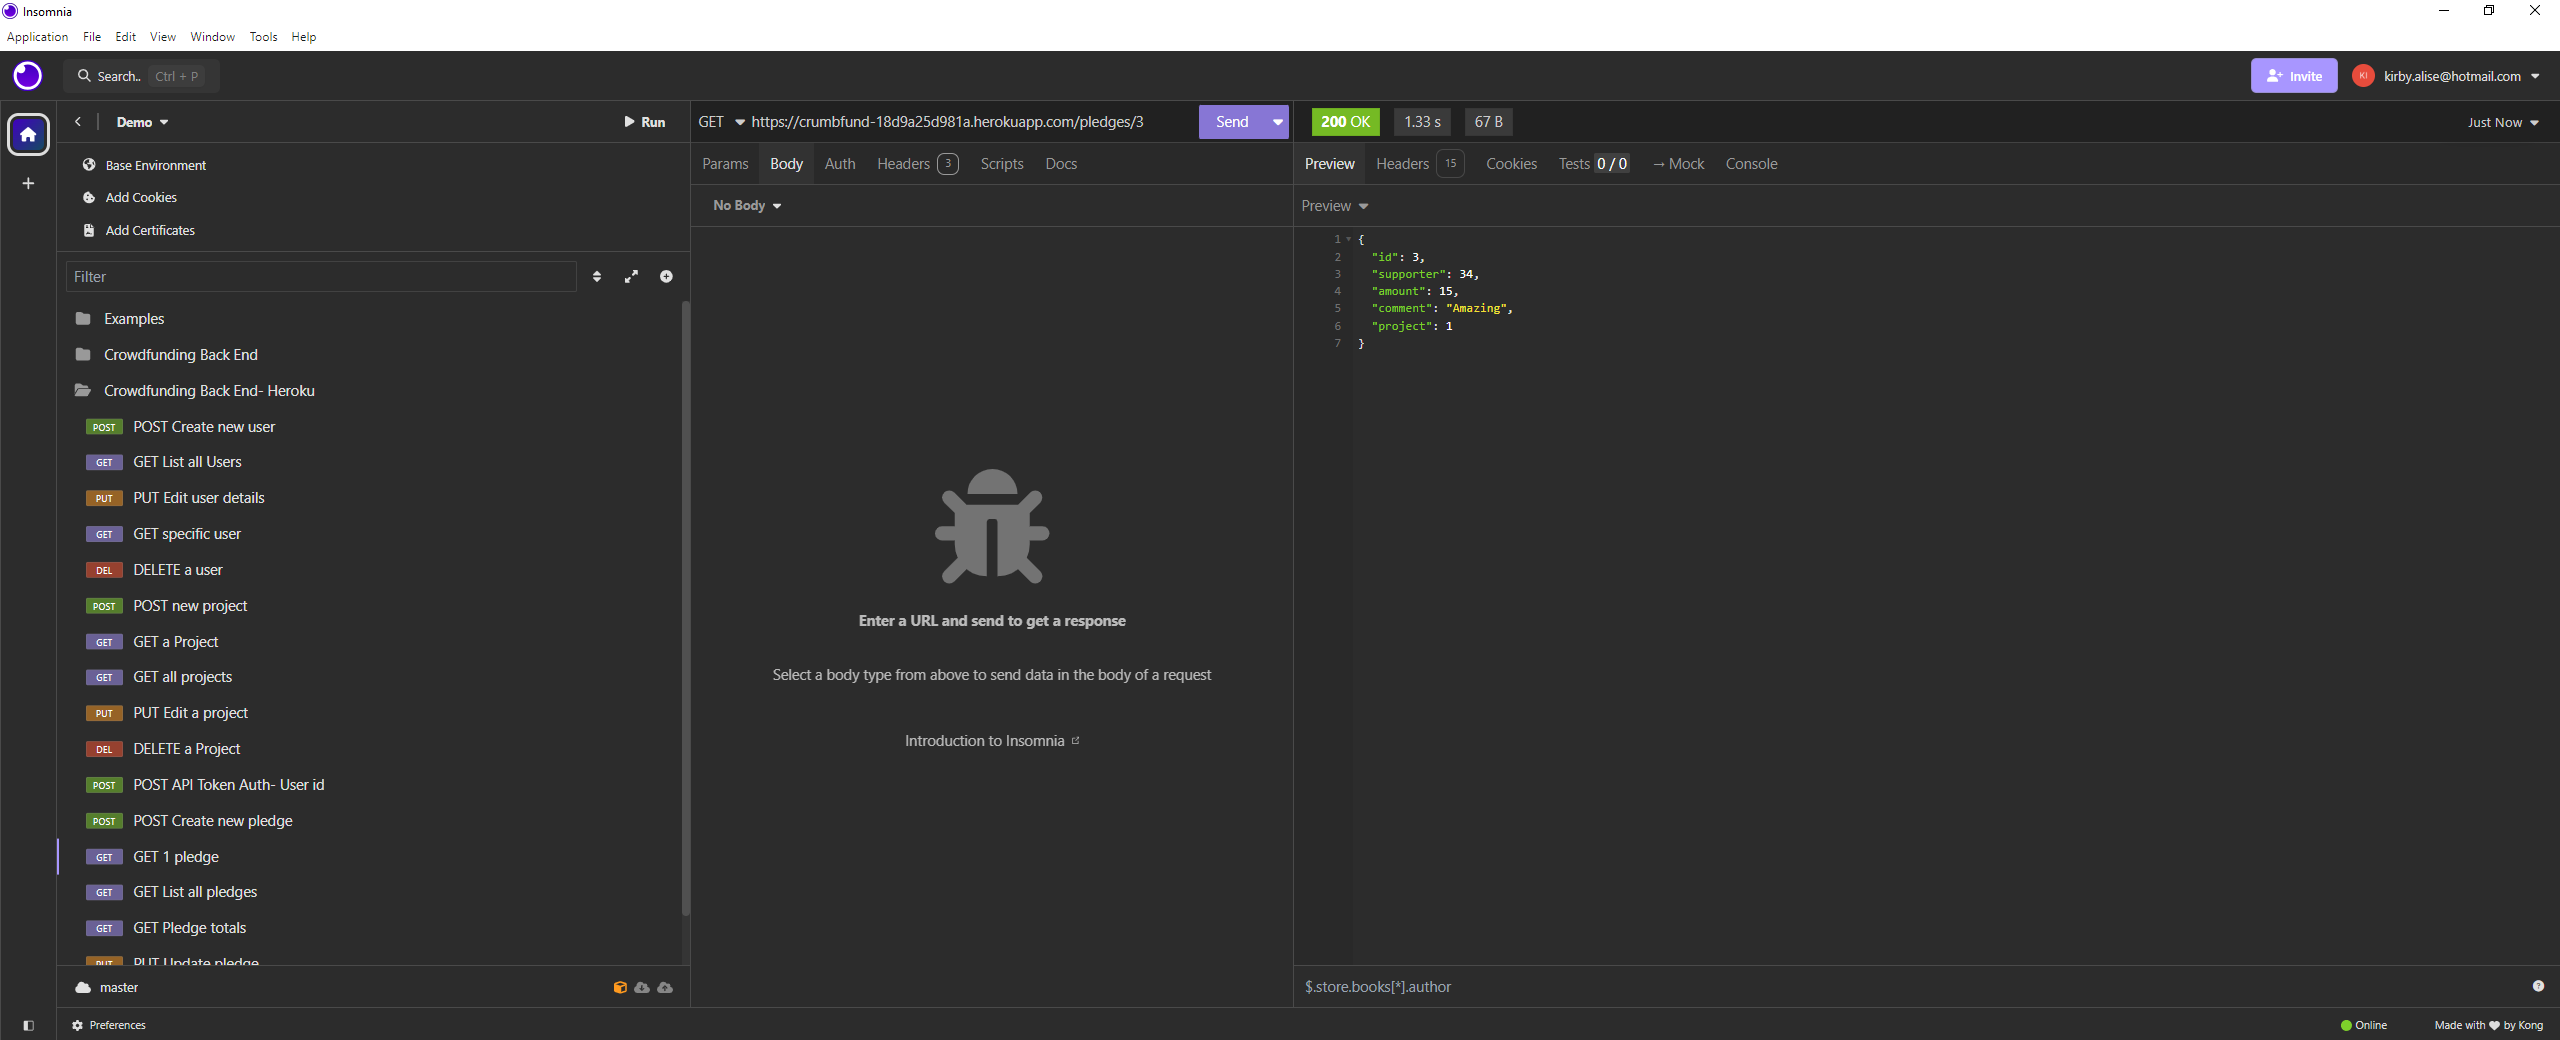 Insomnia
Application File Edit View Window Tools Help
Search.. Ctrl + P
Invite
KI kirby.alise@hotmail.com
Demo
Run
GET https://crumbfund-18d9a25d981a.herokuapp.com/pledges/3 Send
200 OK 1.33 s 67 B
Just Now
Base Environment
Add Cookies
Add Certificates
Params Body Auth Headers 3 Scripts Docs
Preview Headers 15 Cookies Tests 0 / 0 → Mock Console
No Body
Preview
Filter
Examples
Crowdfunding Back End
Crowdfunding Back End- Heroku
POST POST Create new user
GET GET List all Users
PUT PUT Edit user details
GET GET specific user
DEL DELETE a user
POST POST new project
GET GET a Project
GET GET all projects
PUT PUT Edit a project
DEL DELETE a Project
POST POST API Token Auth- User id
POST POST Create new pledge
GET GET 1 pledge
GET GET List all pledges
GET GET Pledge totals
PUT PUT Update pledge
Enter a URL and send to get a response
Select a body type from above to send data in the body of a request
Introduction to Insomnia
1 {
2 "id": 3,
3 "supporter": 34,
4 "amount": 15,
5 "comment": "Amazing",
6 "project": 1
7 }
master
$.store.books[*].author
Preferences
Online
Made with ♥ by Kong